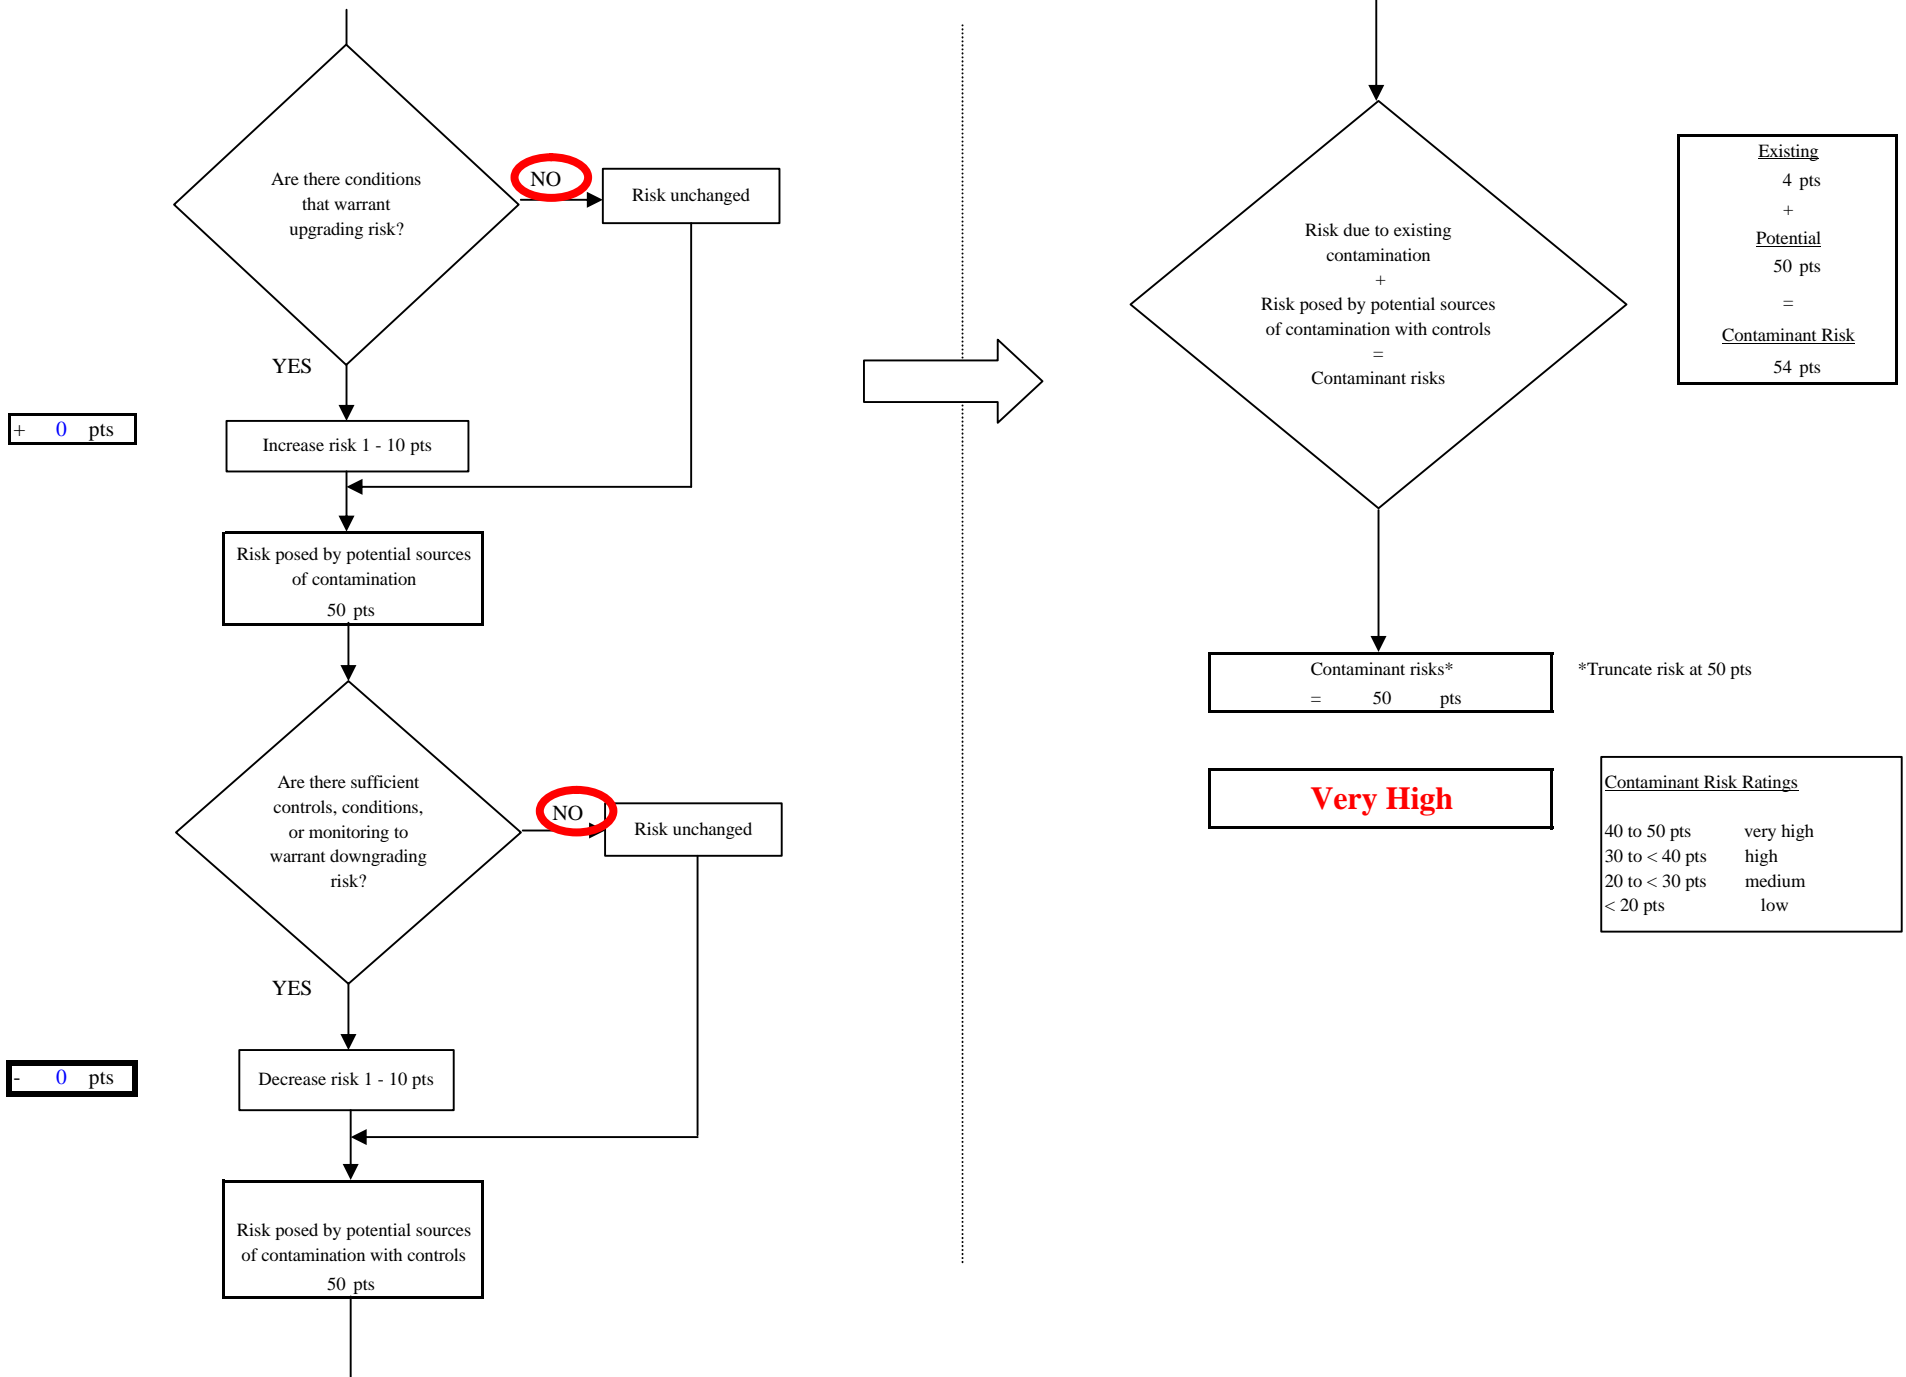 Are there conditions
that warrant
upgrading risk?
NO
Risk unchanged
YES
+ 0 pts
Increase risk 1 - 10 pts
Risk posed by potential sources
of contamination
50 pts
Are there sufficient
controls, conditions,
or monitoring to
warrant downgrading
risk?
NO
Risk unchanged
YES
- 0 pts
Decrease risk 1 - 10 pts
Risk posed by potential sources
of contamination with controls
50 pts
Risk due to existing
contamination
+
Risk posed by potential sources
of contamination with controls
=
Contaminant risks
Existing
4 pts
+
Potential
50 pts
=
Contaminant Risk
54 pts
Contaminant risks*
= 50 pts
*Truncate risk at 50 pts
Very High
Contaminant Risk Ratings
40 to 50 pts very high
30 to < 40 pts high
20 to < 30 pts medium
< 20 pts low